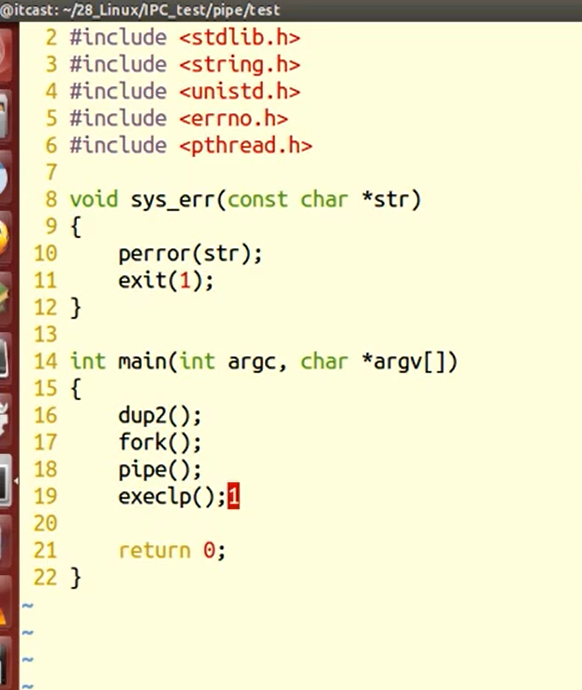 @itcast: ~/28_Linux/IPC_test/pipe/test
2 #include <stdlib.h>
3 #include <string.h>
4 #include <unistd.h>
5 #include <errno.h>
6 #include <pthread.h>
7
8 void sys_err(const char *str)
9 {
10     perror(str);
11     exit(1);
12 }
13
14 int main(int argc, char *argv[])
15 {
16     dup2();
17     fork();
18     pipe();
19     execlp();1
20
21     return 0;
22 }
~
~
~
~